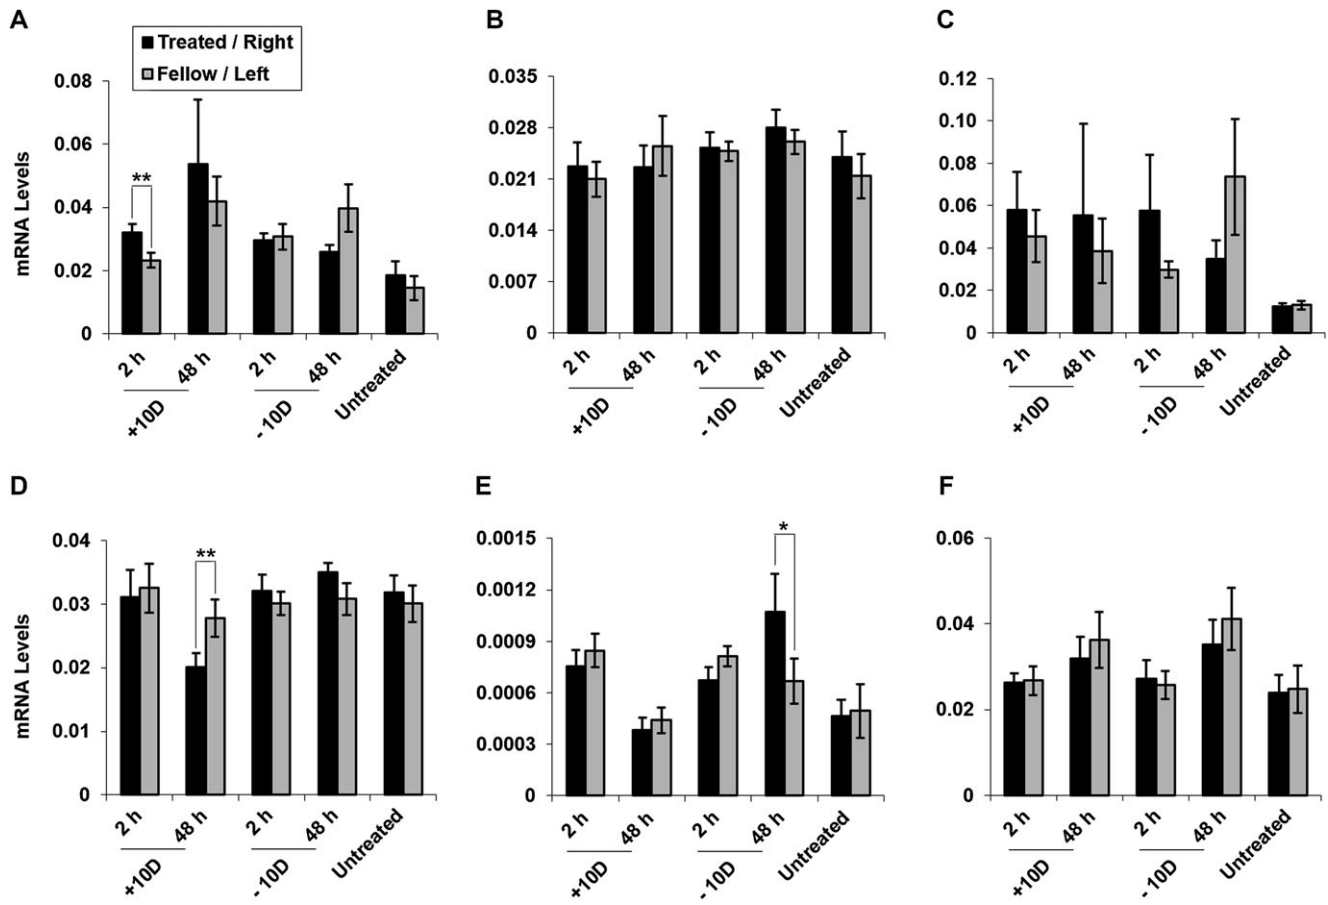 A
B
C
Treated / Right
Fellow / Left
mRNA Levels
0.08
0.06
0.04
0.02
0
**
2 h
48 h
2 h
48 h
Untreated
+10D
- 10D
0.035
0.028
0.021
0.014
0.007
0
2 h
48 h
2 h
48 h
Untreated
+10D
- 10D
0.12
0.10
0.08
0.06
0.04
0.02
0
2 h
48 h
2 h
48 h
Untreated
+10D
- 10D
D
E
F
mRNA Levels
0.04
0.03
0.02
0.01
0
**
2 h
48 h
2 h
48 h
Untreated
+10D
- 10D
0.0015
0.0012
0.0009
0.0006
0.0003
0
*
2 h
48 h
2 h
48 h
Untreated
+10D
- 10D
0.06
0.04
0.02
0
2 h
48 h
2 h
48 h
Untreated
+10D
- 10D